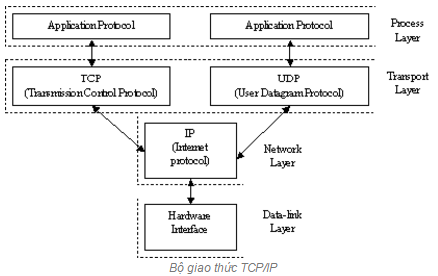 Application Protocol
Application Protocol
Process
Layer
TCP
(Transmission Control Protocol)
UDP
(User Datagram Protocol)
Transport
Layer
IP
(Internet
protocol)
Network
Layer
Hardware
Interface
Data-link
Layer
Bộ giao thức TCP/IP